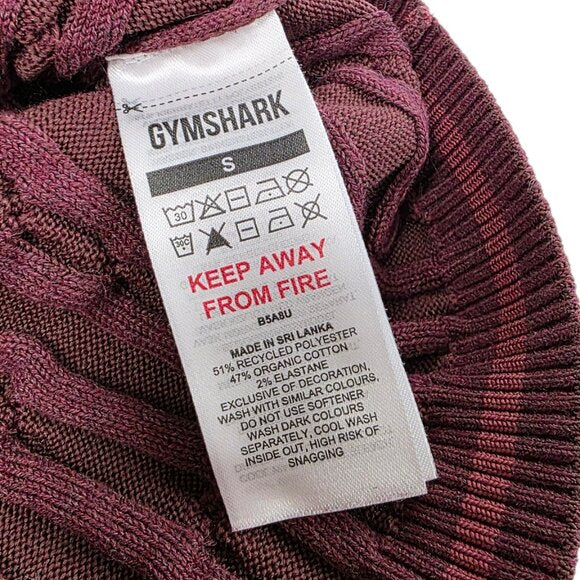 GYMSHARK
S
30
30C
KEEP AWAY
FROM FIRE
B5A8U
MADE IN SRI LANKA
51% RECYCLED POLYESTER
47% ORGANIC COTTON
2% ELASTANE
EXCLUSIVE OF DECORATION,
WASH WITH SIMILAR COLOURS,
DO NOT USE SOFTENER
WASH DARK COLOURS
SEPARATELY, COOL WASH
INSIDE OUT, HIGH RISK OF
SNAGGING